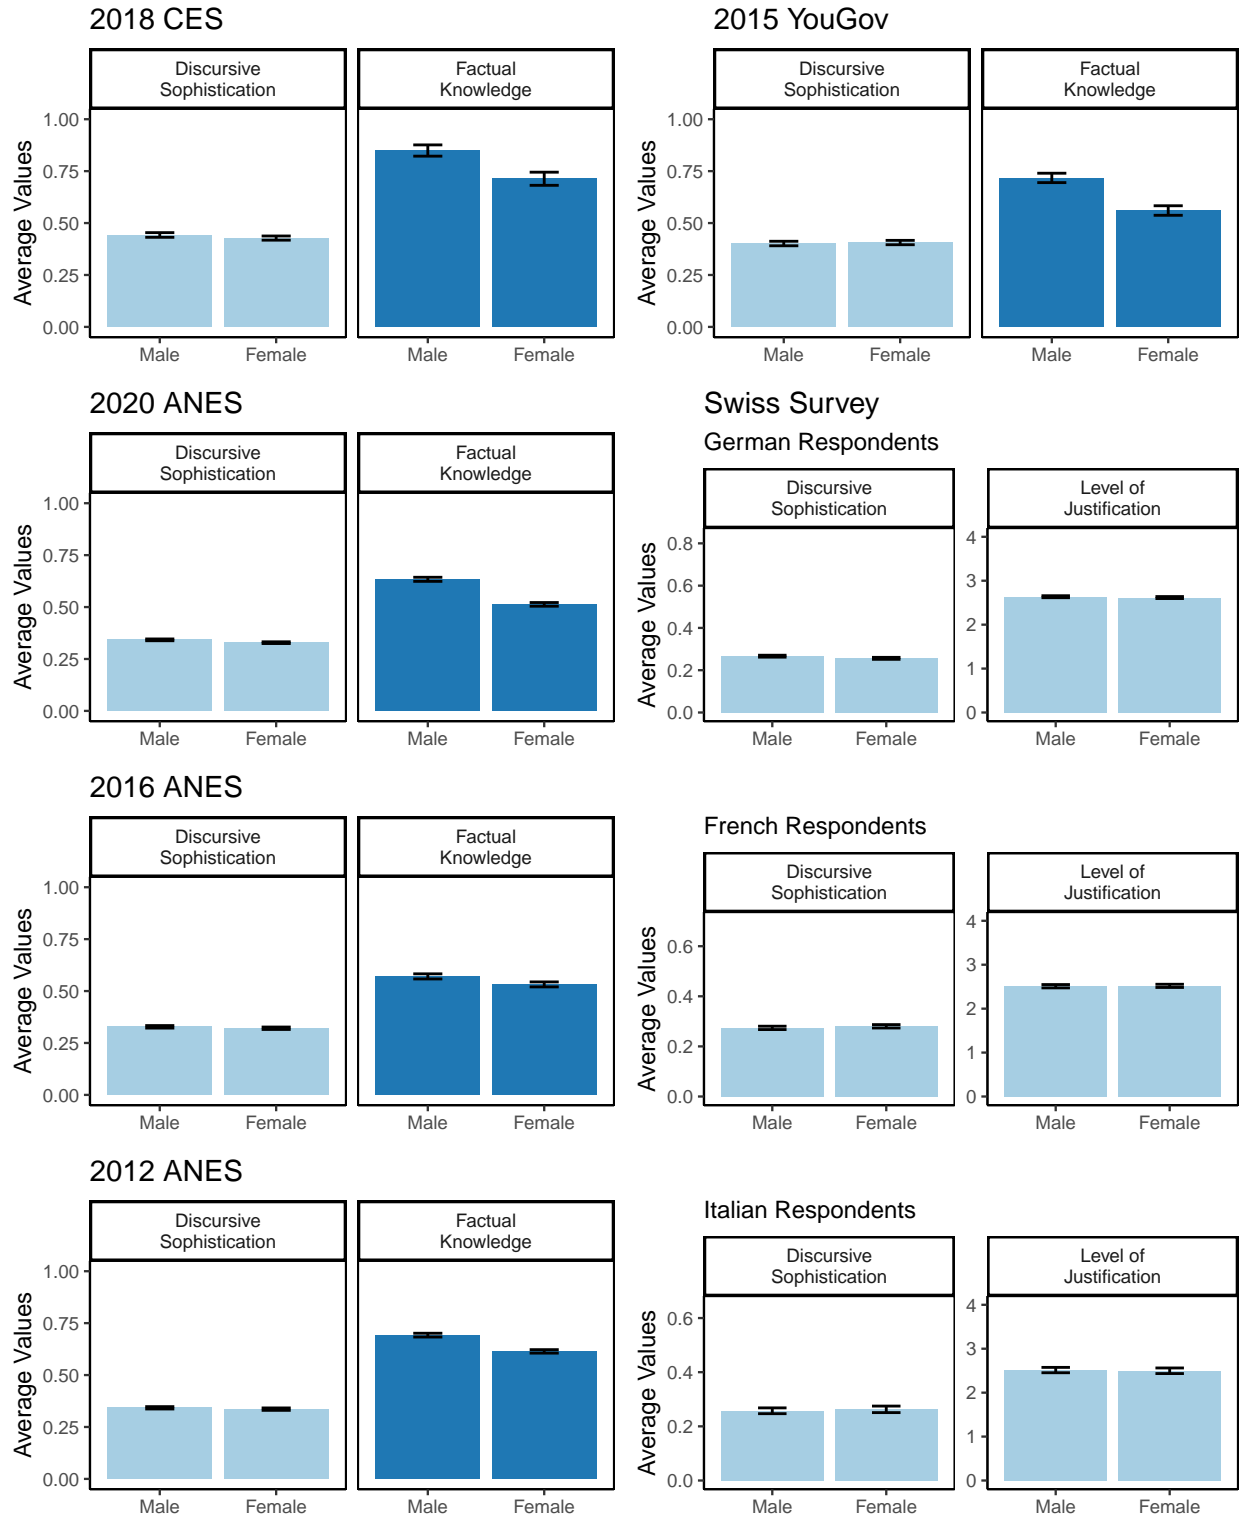 2018 CES
Discursive
Sophistication
Factual
Knowledge
Average Values
1.00
0.75
0.50
0.25
0.00
Male
Female
Male
Female
2015 YouGov
Discursive
Sophistication
Factual
Knowledge
Average Values
1.00
0.75
0.50
0.25
0.00
Male
Female
Male
Female
2020 ANES
Discursive
Sophistication
Factual
Knowledge
Average Values
1.00
0.75
0.50
0.25
0.00
Male
Female
Male
Female
Swiss Survey
German Respondents
Discursive
Sophistication
Level of
Justification
Average Values
0.8
0.6
0.4
0.2
0.0
4
3
2
1
0
Male
Female
Male
Female
2016 ANES
Discursive
Sophistication
Factual
Knowledge
Average Values
1.00
0.75
0.50
0.25
0.00
Male
Female
Male
Female
French Respondents
Discursive
Sophistication
Level of
Justification
Average Values
0.6
0.4
0.2
0.0
4
3
2
1
0
Male
Female
Male
Female
2012 ANES
Discursive
Sophistication
Factual
Knowledge
Average Values
1.00
0.75
0.50
0.25
0.00
Male
Female
Male
Female
Italian Respondents
Discursive
Sophistication
Level of
Justification
Average Values
0.6
0.4
0.2
0.0
4
3
2
1
0
Male
Female
Male
Female